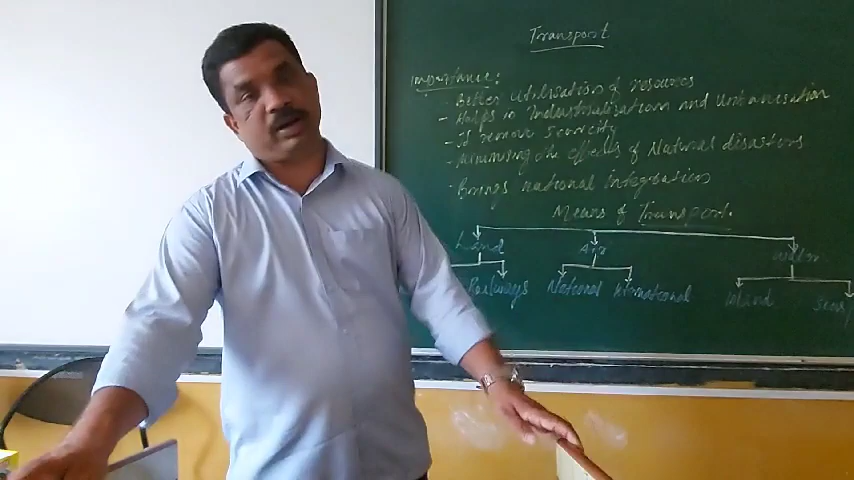 Transport
Importance:
- Better utilisation of resources
- Helps in Industrialization and Urbanisation
- It remove Scarcity
- Minimising the effects of Natural disasters
- Brings national integration
Means of Transport.
Land Air Water
Railways National International Island